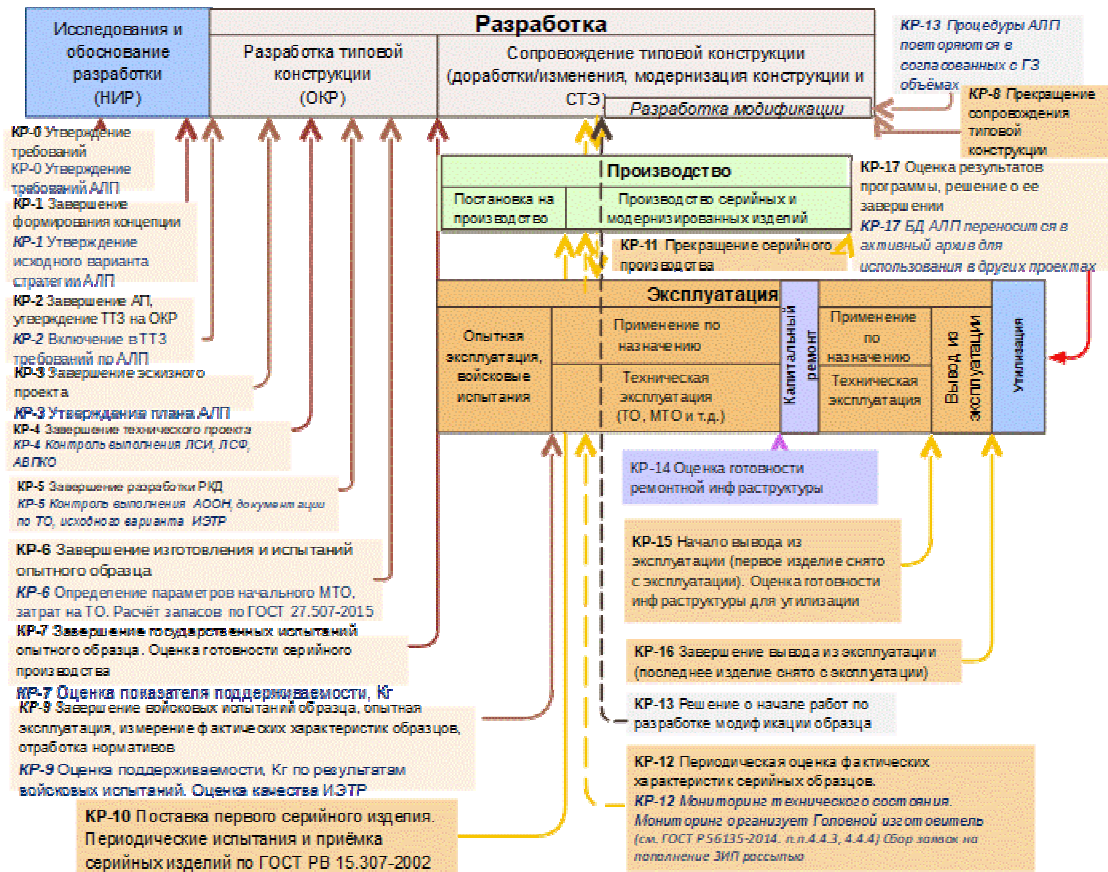 Разработка
Исследования и
обоснование
разработки
(НИР)
Разработка типовой
конструкции
(ОКР)
Сопровождение типовой конструкции
(доработки/изменения, модернизация конструкции и
СТЭ)
Разработка модификации
КР-13 Процедуры АЛП
повторяются в
согласованных с ГЗ
объёмах
КР-8 Прекращение
сопровождения
типовой
конструкции
КР-0 Утверждение
требований
КР-0 Утверждение
требований АЛП
КР-1 Завершение
формирования концепции
КР-1 Утверждение
исходного варианта
стратегии АЛП
КР-2 Завершение АП,
утверждение ТТЗ на ОКР
КР-2 Включение в ТТЗ
требований по АЛП
КР-3 Завершение эскизного
проекта
КР-3 Утверждение плана АЛП
КР-4 Завершение технического проекта
КР-4 Контроль выполнения ЛСИ, ЛСФ,
АВПКО
КР-5 Завершение разработки РКД
КР-5 Контроль выполнения АООН, документации
по ТО, исходного варианта ИЭТР
КР-6 Завершение изготовления и испытаний
опытного образца
КР-6 Определение параметров начального МТО,
затрат на ТО. Расчёт запасов по ГОСТ 27.507-2015
КР-7 Завершение государственных испытаний
опытного образца. Оценка готовности серийного
производства
КР-7 Оценка показателя поддерживаемости, Кг
КР-9 Завершение войсковых испытаний образца, опытная
эксплуатация, измерение фактических характеристик образцов,
отработка нормативов
КР-9 Оценка поддерживаемости, Кг по результатам
войсковых испытаний. Оценка качества ИЭТР
КР-10 Поставка первого серийного изделия.
Периодические испытания и приёмка
серийных изделий по ГОСТ РВ 15.307-2002
Производство
Постановка на
производство
Производство серийных и
модернизированных изделий
КР-11 Прекращение серийного
производства
КР-17 Оценка результатов
программы, решение о ее
завершении
КР-17 БД АЛП переносится в
активный архив для
использования в других проектах
Эксплуатация
Опытная
эксплуатация,
войсковые
испытания
Применение по
назначению
Техническая
эксплуатация
(ТО, МТО и т.д.)
Капитальный
ремонт
Применение
по
назначению
Техническая
эксплуатация
Вывод из
эксплуатации
Утилизация
КР-14 Оценка готовности
ремонтной инфраструктуры
КР-15 Начало вывода из
эксплуатации (первое изделие снято
с эксплуатации). Оценка готовности
инфраструктуры для утилизации
КР-16 Завершение вывода из эксплуатации
(последнее изделие снято с эксплуатации)
КР-13 Решение о начале работ по
разработке модификации образца
КР-12 Периодическая оценка фактических
характеристик серийных образцов.
КР-12 Мониторинг технического состояния.
Мониторинг организует Головной изготовитель
(см. ГОСТ Р56135-2014. п.п.4.4.3, 4.4.4) Сбор заявок на
пополнение ЗИП россыпью